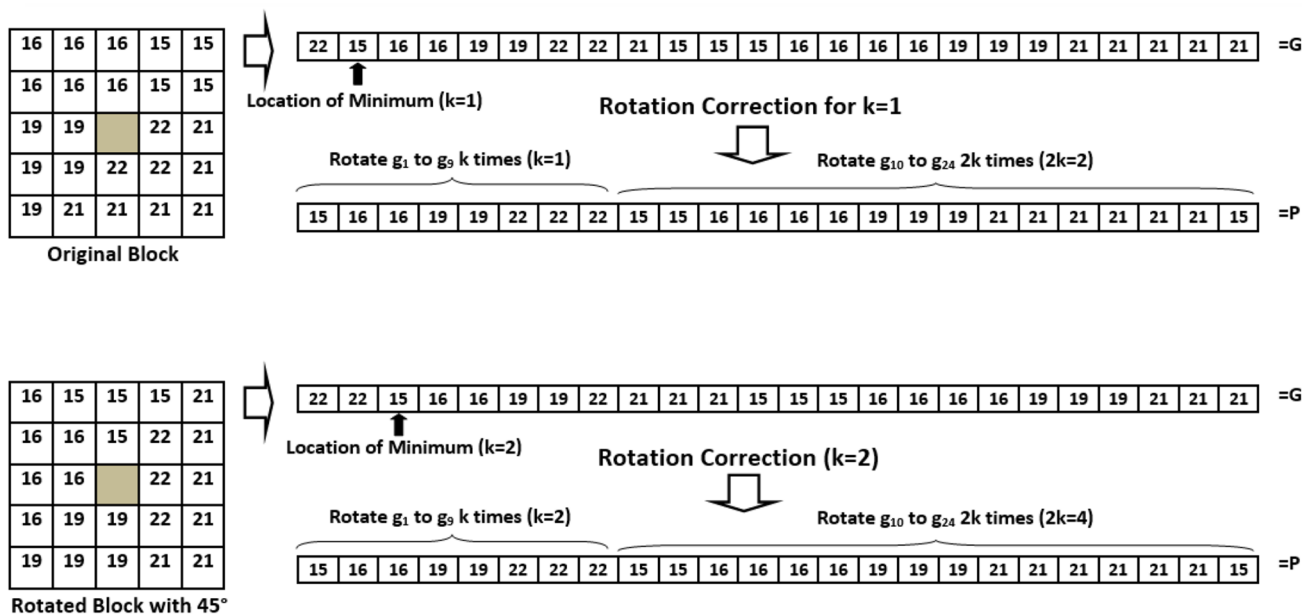 16 16 16 15 15
16 16 16 15 15
19 19 22 21
19 19 22 22 21
19 21 21 21 21
Original Block
22 15 16 16 19 19 22 22 21 15 15 15 16 16 16 16 19 19 19 21 21 21 21 21 =G
Location of Minimum (k=1)
Rotation Correction for k=1
Rotate g₁ to g₉ k times (k=1)
Rotate g₁₀ to g₂₄ 2k times (2k=2)
15 16 16 19 19 22 22 22 15 15 16 16 16 16 19 19 19 21 21 21 21 21 21 15 =P
16 15 15 15 21
16 16 15 22 21
16 16 22 21
16 19 19 22 21
19 19 19 21 21
Rotated Block with 45°
22 22 15 16 16 19 19 22 21 21 21 15 15 15 16 16 16 16 19 19 19 21 21 21 =G
Location of Minimum (k=2)
Rotation Correction (k=2)
Rotate g₁ to g₉ k times (k=2)
Rotate g₁₀ to g₂₄ 2k times (2k=4)
15 16 16 19 19 22 22 22 15 15 16 16 16 16 19 19 19 21 21 21 21 21 21 15 =P